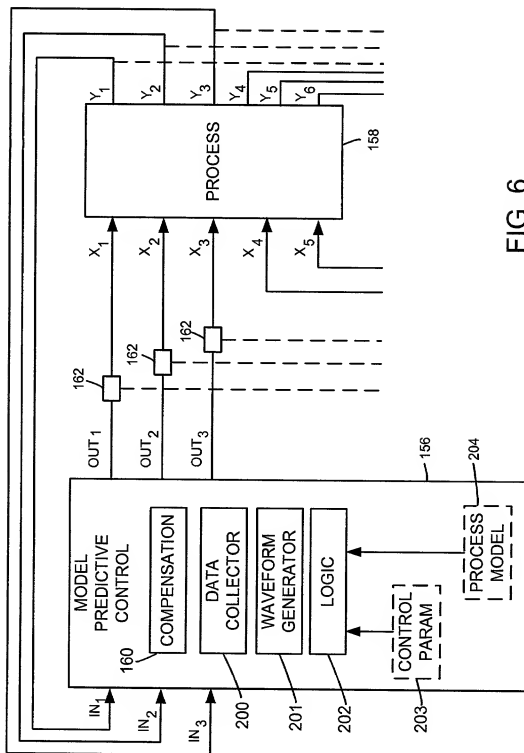 Y1
Y2
Y3
Y4
Y5
Y6
PROCESS
158
X1
X2
X3
X4
X5
162
162
162
OUT1
OUT2
OUT3
MODEL
PREDICTIVE
CONTROL
COMPENSATION
160
DATA
COLLECTOR
200
WAVEFORM
GENERATOR
201
LOGIC
202
CONTROL
PARAM
203
PROCESS
MODEL
204
156
IN1
IN2
IN3
FIG. 6